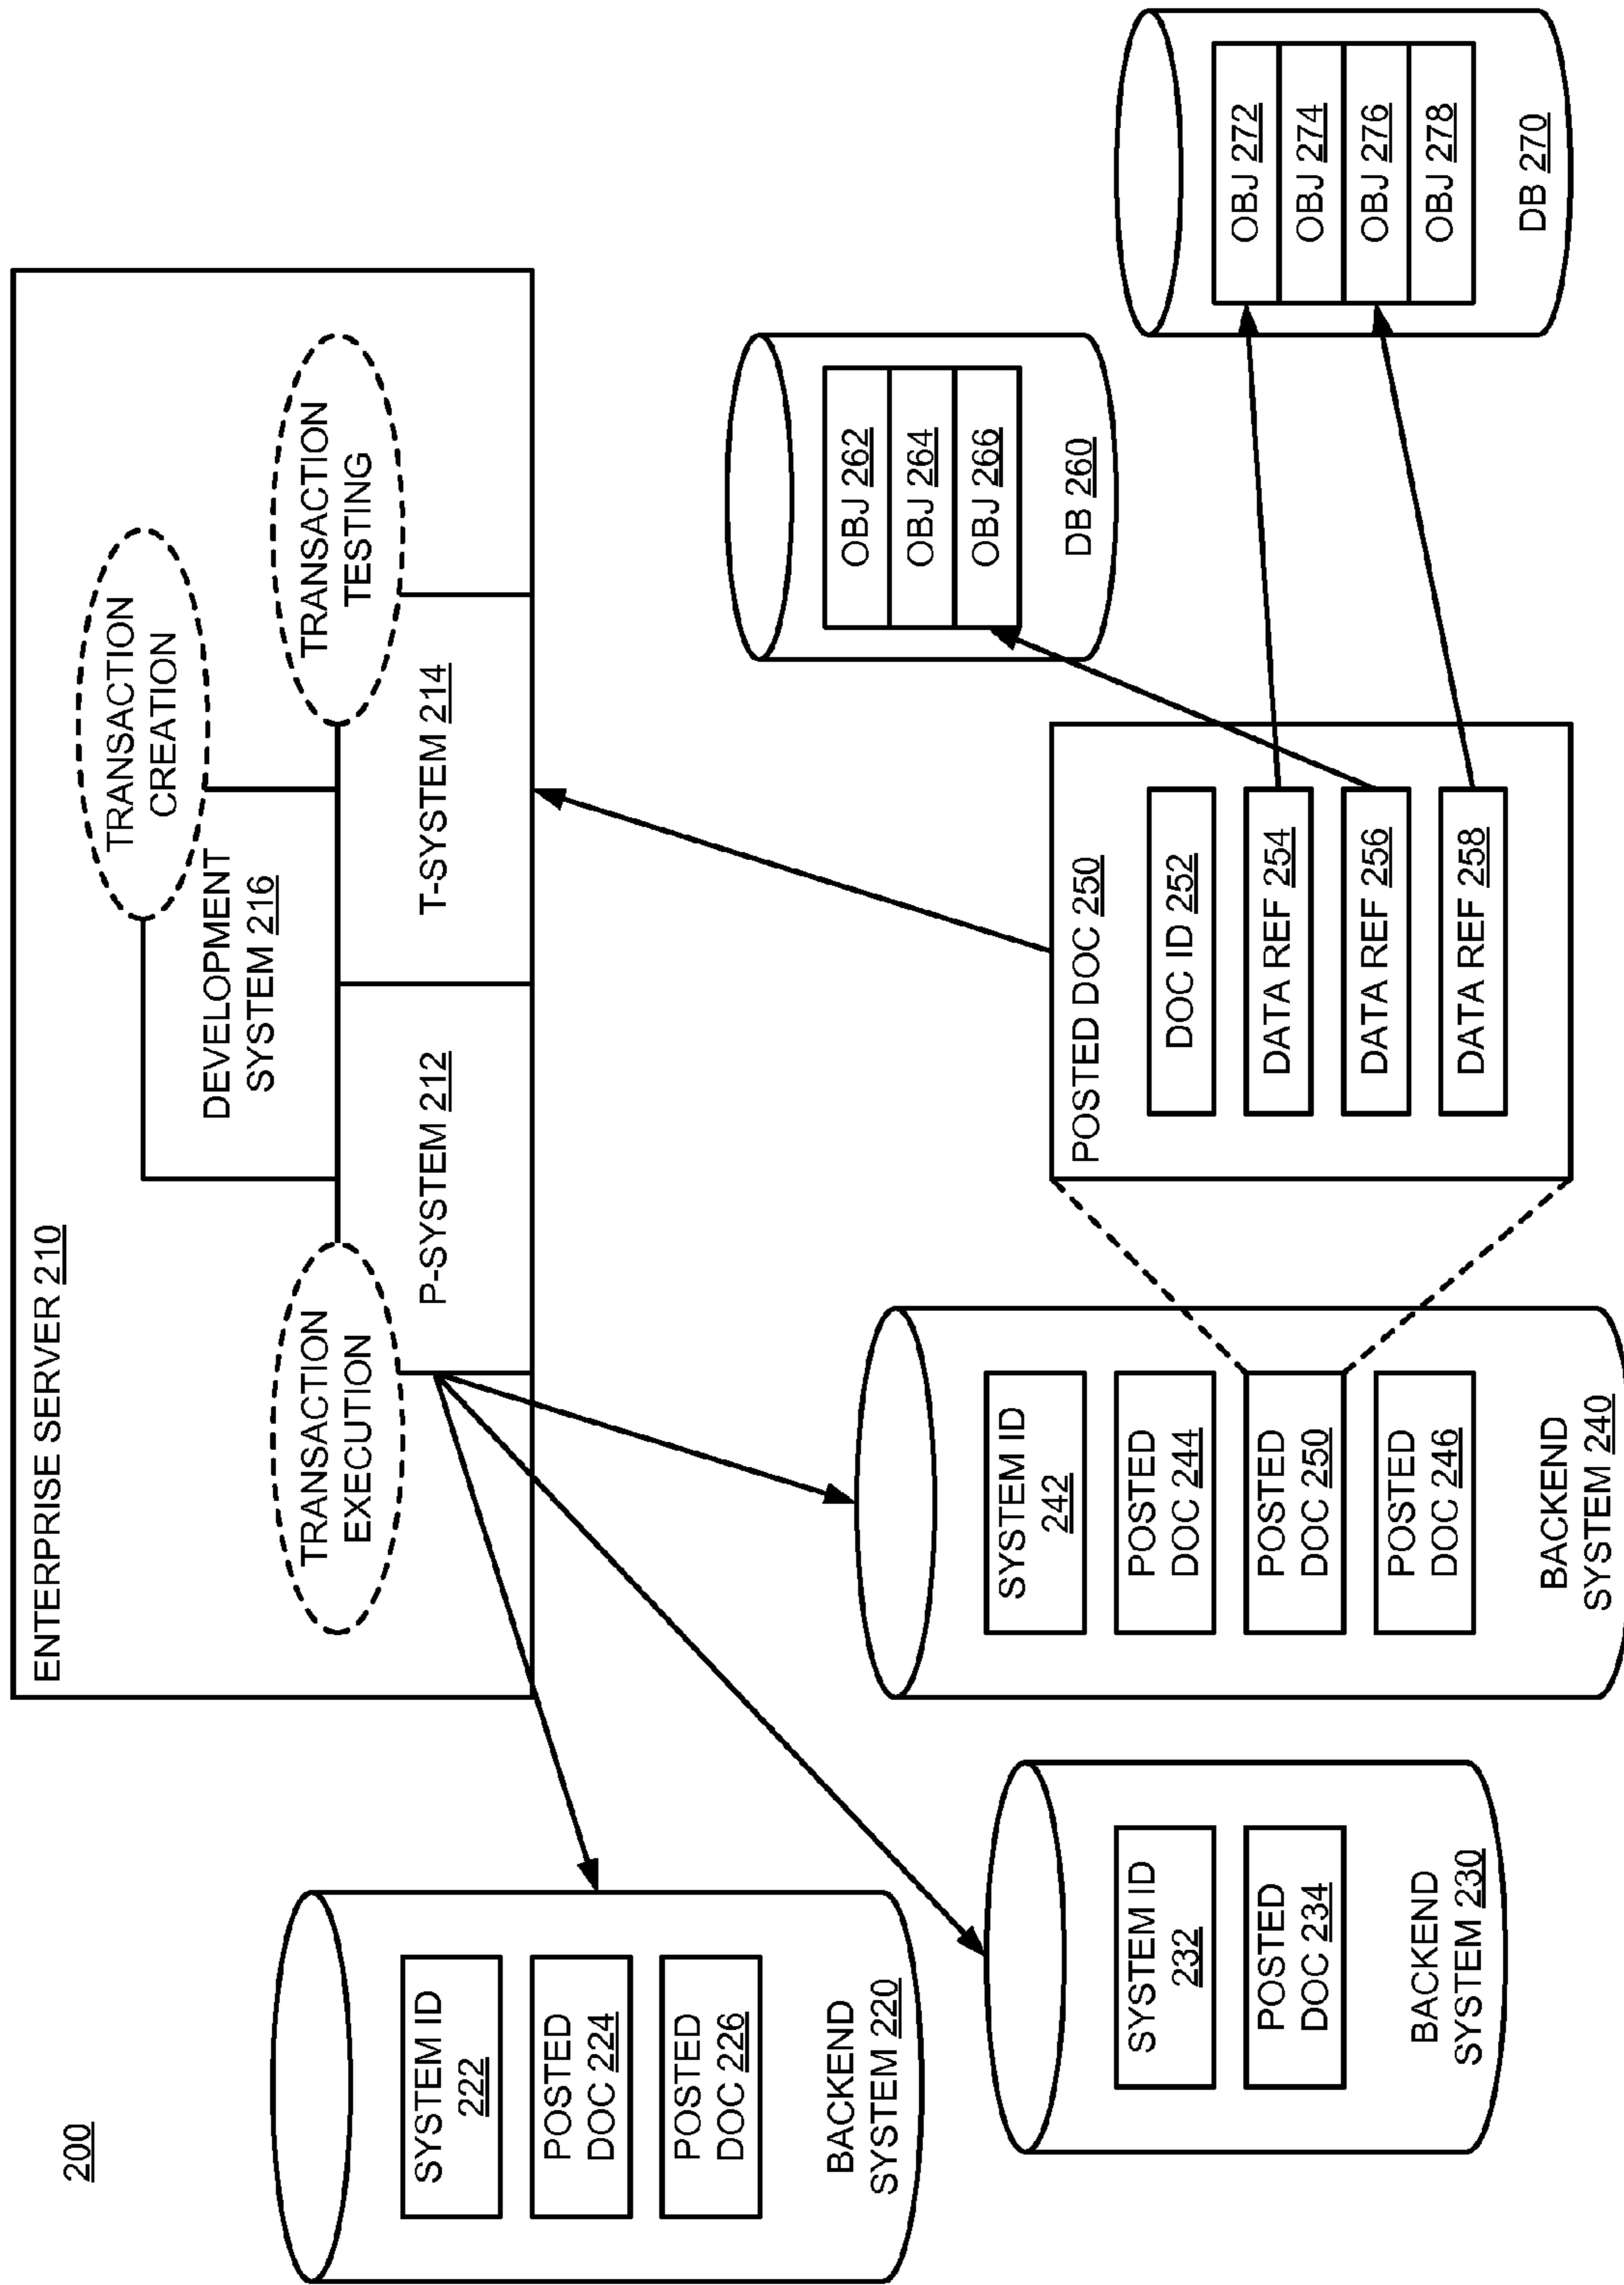 200
ENTERPRISE SERVER 210
TRANSACTION
CREATION
DEVELOPMENT
SYSTEM 216
TRANSACTION
EXECUTION
TRANSACTION
TESTING
P-SYSTEM 212
T-SYSTEM 214
SYSTEM ID
222
POSTED
DOC 224
POSTED
DOC 226
BACKEND
SYSTEM 220
SYSTEM ID
232
POSTED
DOC 234
BACKEND
SYSTEM 230
SYSTEM ID
242
POSTED
DOC 244
POSTED
DOC 250
POSTED
DOC 246
BACKEND
SYSTEM 240
POSTED DOC 250
DOC ID 252
DATA REF 254
DATA REF 256
DATA REF 258
OBJ 262
OBJ 264
OBJ 266
DB 260
OBJ 272
OBJ 274
OBJ 276
OBJ 278
DB 270